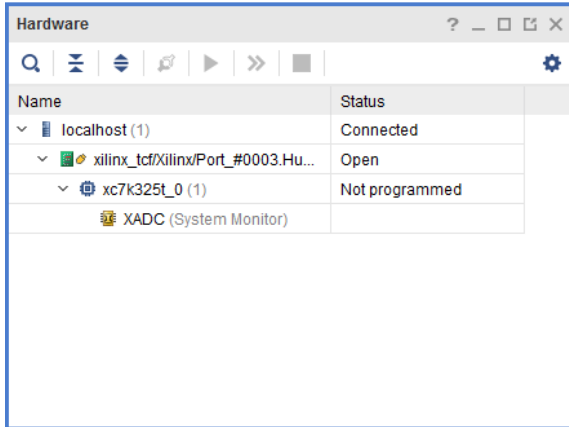 Hardware
Name Status
localhost (1) Connected
xilinx_tcf/Xilinx/Port_#0003.Hu... Open
xc7k325t_0 (1) Not programmed
XADC (System Monitor)